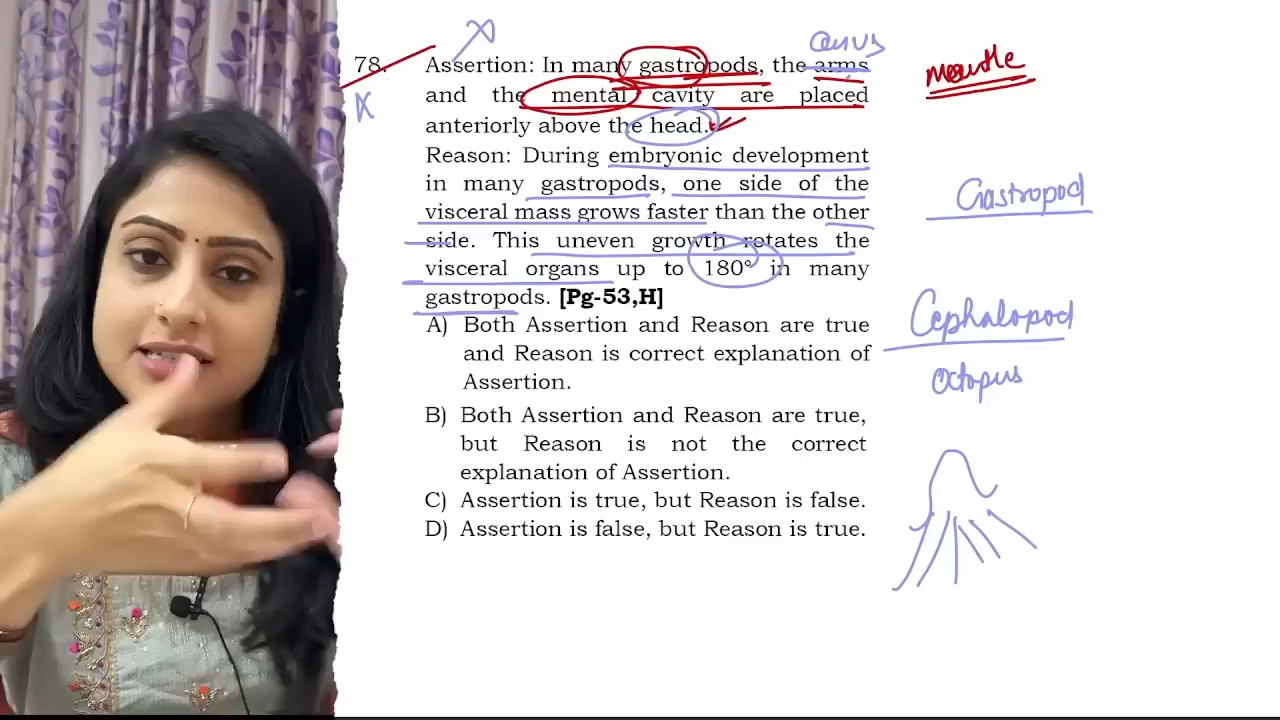 anus
78. Assertion: In many gastropods, the arms
and the mental cavity are placed
anteriorly above the head.
mantle
Reason: During embryonic development
in many gastropods, one side of the
visceral mass grows faster than the other
side. This uneven growth rotates the
visceral organs up to 180° in many
gastropods. [Pg-53,H]
Gastropod
A) Both Assertion and Reason are true
and Reason is correct explanation of
Assertion.
Cephalopod
Octopus
B) Both Assertion and Reason are true,
but Reason is not the correct
explanation of Assertion.
C) Assertion is true, but Reason is false.
D) Assertion is false, but Reason is true.